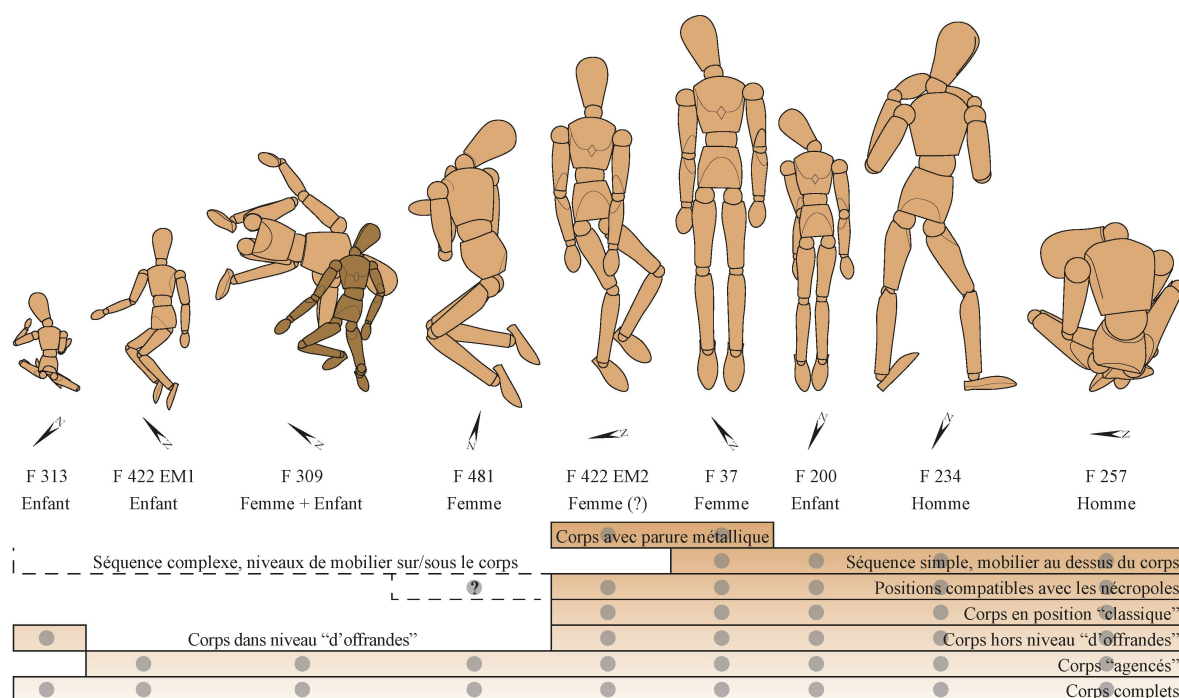 N N N N N N N N N
F 313 F 422 EM1 F 309 F 481 F 422 EM2 F 37 F 200 F 234 F 257
Enfant Enfant Femme + Enfant Femme Femme (?) Femme Enfant Homme Homme
Corps avec parure métallique
Séquence complexe, niveaux de mobilier sur/sous le corps Séquence simple, mobilier au dessus du corps
? Positions compatibles avec les nécropoles
Corps en position “classique”
Corps dans niveau “d’offrandes” Corps hors niveau “d’offrandes”
Corps “agencés”
Corps complets